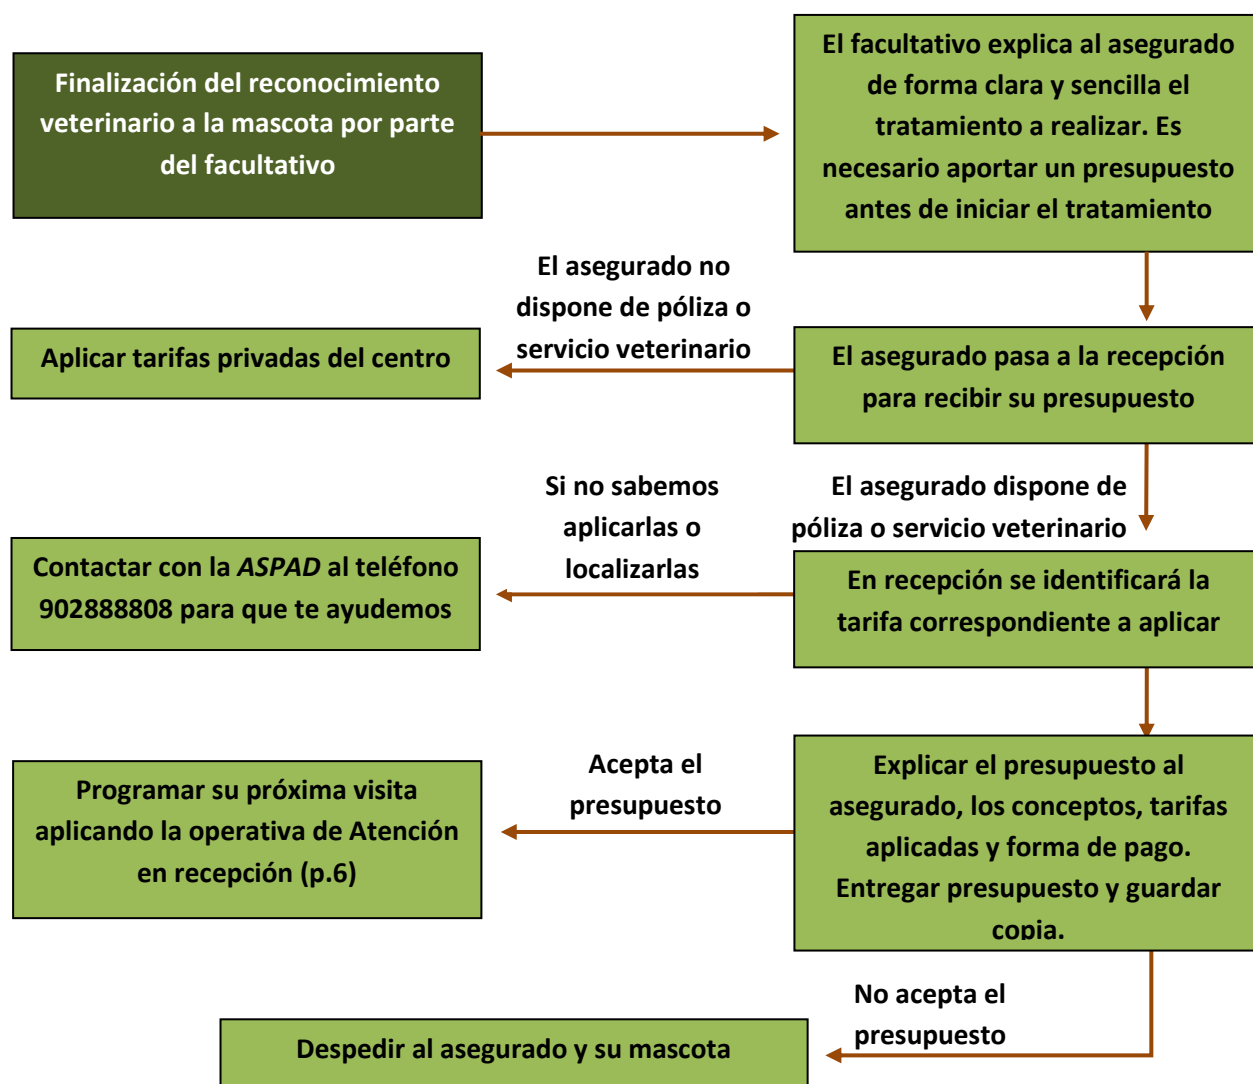 Finalización del reconocimiento
veterinario a la mascota por parte
del facultativo
El facultativo explica al asegurado
de forma clara y sencilla el
tratamiento a realizar. Es
necesario aportar un presupuesto
antes de iniciar el tratamiento
El asegurado no
dispone de póliza o
servicio veterinario
Aplicar tarifas privadas del centro
El asegurado pasa a la recepción
para recibir su presupuesto
Si no sabemos
aplicarlas o
localizarlas
El asegurado dispone de
póliza o servicio veterinario
Contactar con la ASPAD al teléfono
902888808 para que te ayudemos
En recepción se identificará la
tarifa correspondiente a aplicar
Acepta el
presupuesto
Programar su próxima visita
aplicando la operativa de Atención
en recepción (p.6)
Explicar el presupuesto al
asegurado, los conceptos, tarifas
aplicadas y forma de pago.
Entregar presupuesto y guardar
copia.
No acepta el
presupuesto
Despedir al asegurado y su mascota